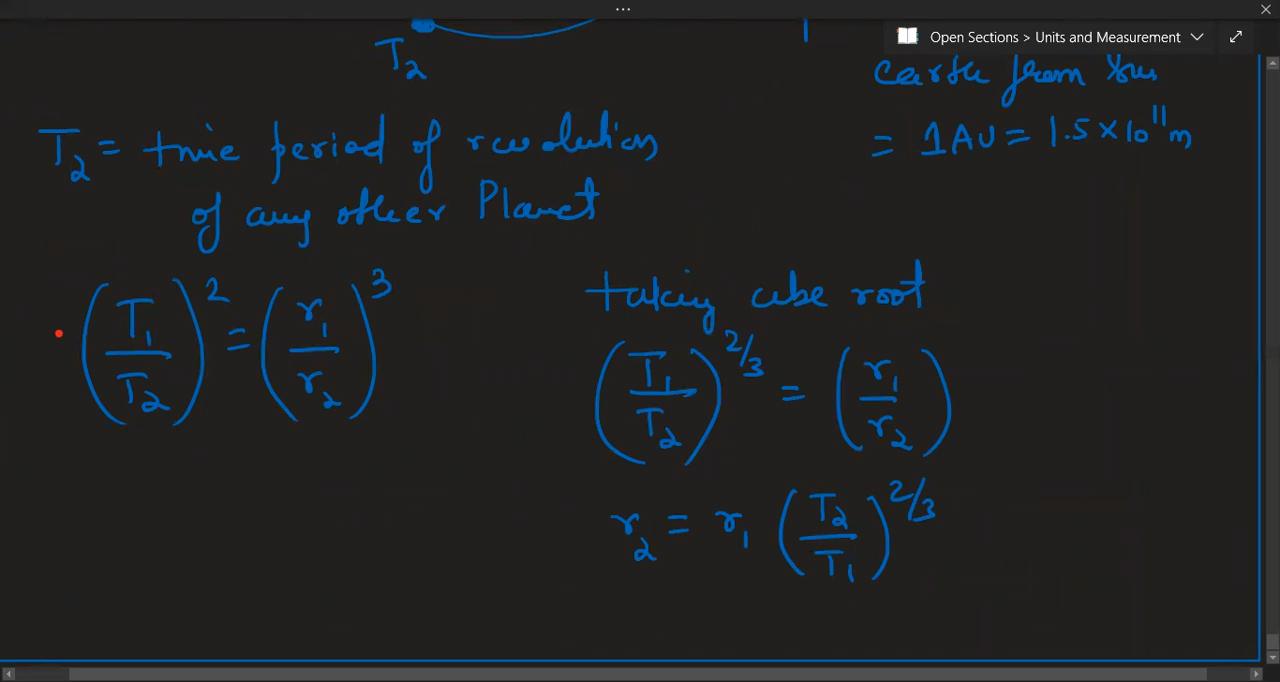 ...
Open Sections > Units and Measurement
T₂
earth from Sun
= 1AU = 1.5 × 10¹¹ m
T₂ = time period of revolution
of any other Planet
(T₁/T₂)² = (r₁/r₂)³
taking cube root
(T₁/T₂)^2/3 = (r₁/r₂)
r₂ = r₁ (T₂/T₁)^2/3